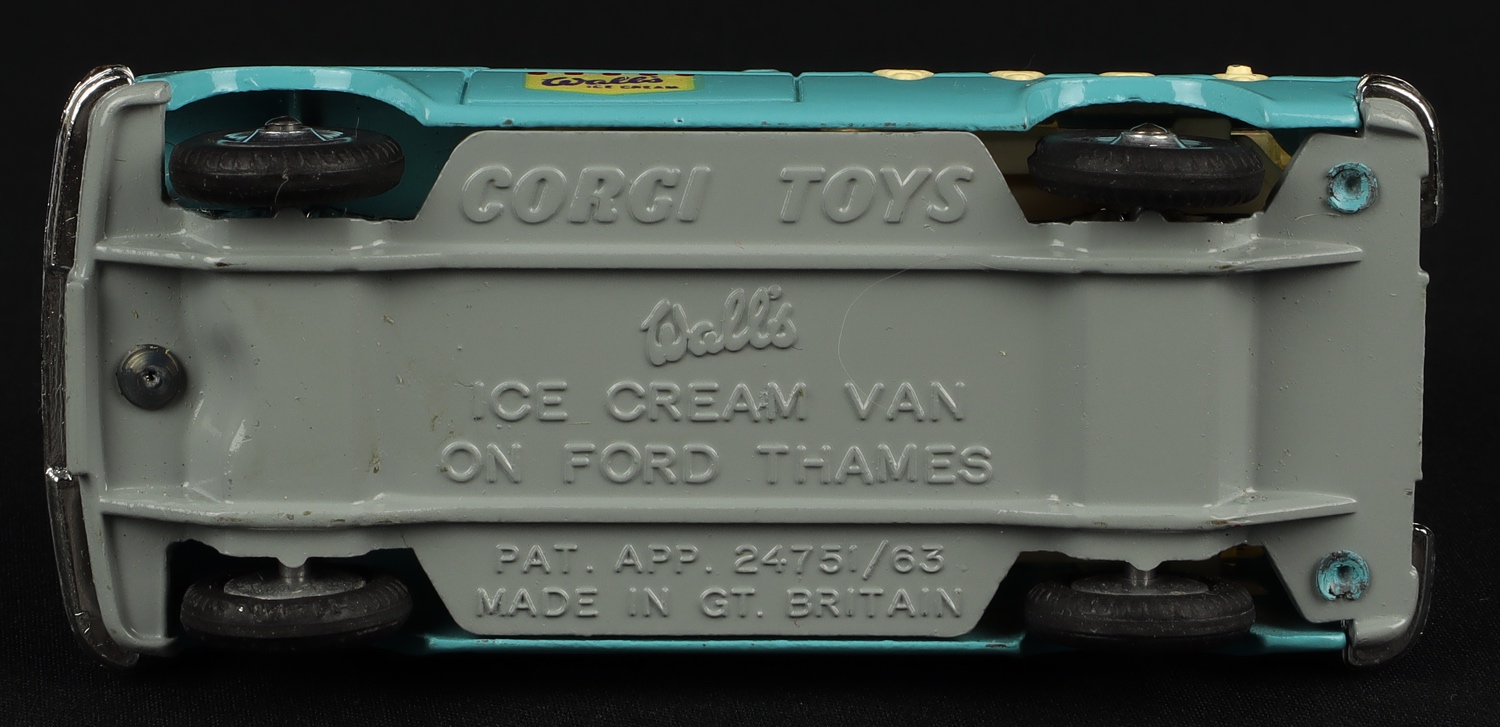 Wall's
ICE CREAM
CORGI TOYS
Wall's
ICE CREAM VAN
ON FORD THAMES
PAT. APP. 24751/63
MADE IN GT. BRITAIN